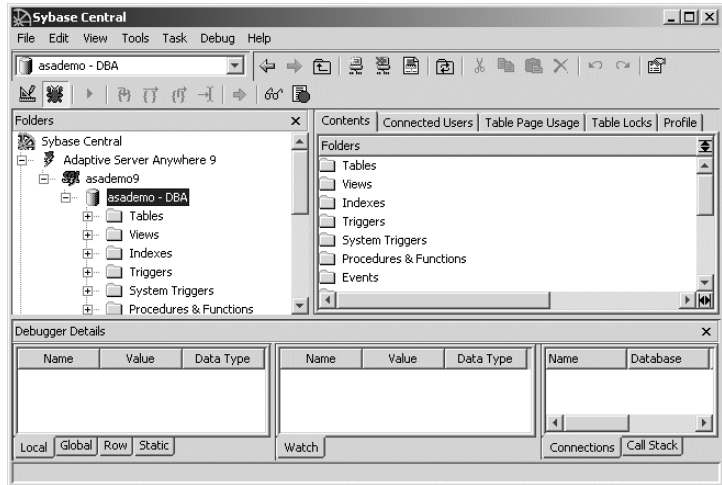 Sybase Central
File Edit View Tools Task Debug Help
asademo - DBA
Folders
Sybase Central
Adaptive Server Anywhere 9
asademo9
asademo - DBA
Tables
Views
Indexes
Triggers
System Triggers
Procedures & Functions
Contents Connected Users Table Page Usage Table Locks Profile
Folders
Tables
Views
Indexes
Triggers
System Triggers
Procedures & Functions
Events
Debugger Details
Name Value Data Type
Local Global Row Static
Name Value Data Type
Watch
Name Database
Connections Call Stack